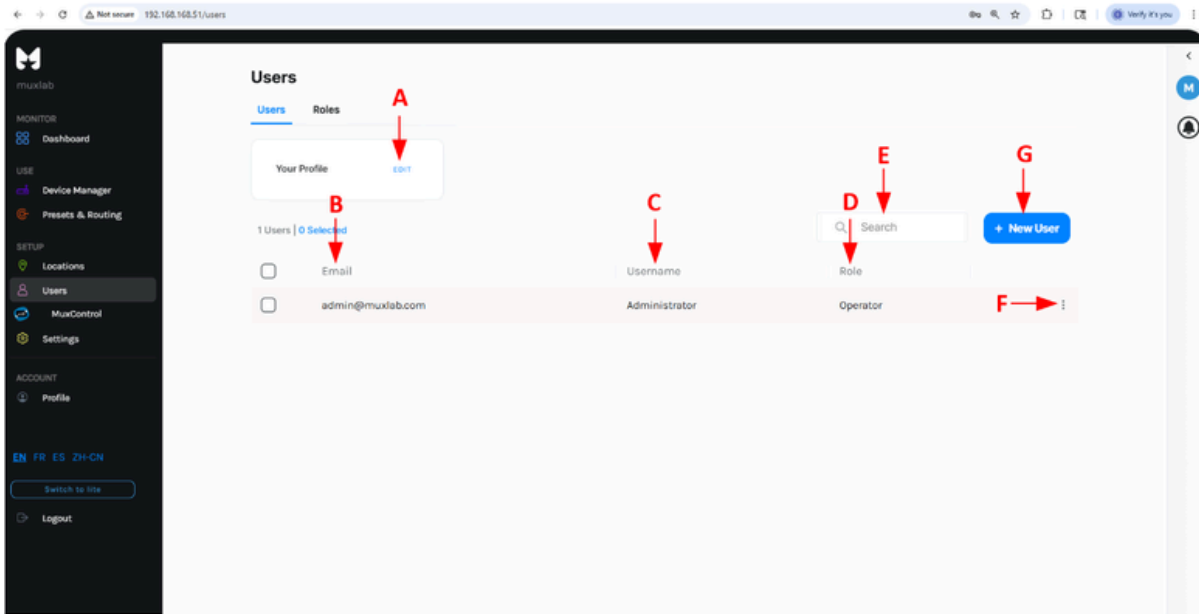 Not secure 192.168.168.51/users
Verify it's you
muxlab
MONITOR
Dashboard
USE
Device Manager
Presets & Routing
SETUP
Locations
Users
MuxControl
Settings
ACCOUNT
Profile
EN FR ES ZH-CN
Switch to lite
Logout
Users
Users Roles
A
Your Profile EDIT
E G
B C D
1 Users | 0 Selected Search + New User
Email Username Role
admin@muxlab.com Administrator Operator F
M